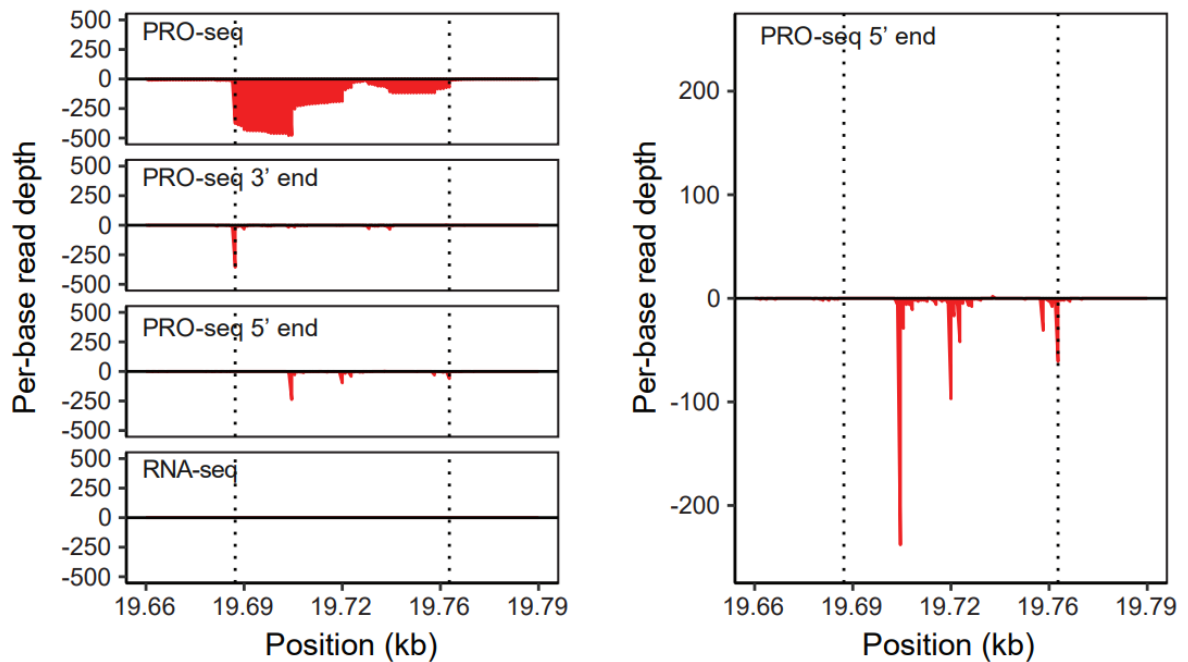 PRO-seq
500
250
0
-250
-500
PRO-seq 3’ end
500
250
0
-250
-500
PRO-seq 5’ end
500
250
0
-250
-500
RNA-seq
500
250
0
-250
-500
19.66 19.69 19.72 19.76 19.79
Position (kb)
Per-base read depth
PRO-seq 5’ end
200
100
0
-100
-200
19.66 19.69 19.72 19.76 19.79
Position (kb)
Per-base read depth